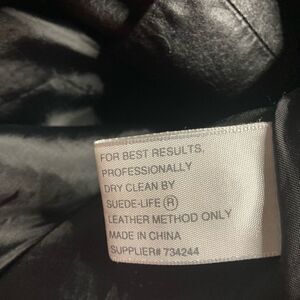 FOR BEST RESULTS,
PROFESSIONALLY
DRY CLEAN BY
SUEDE-LIFE Ⓡ
LEATHER METHOD ONLY
MADE IN CHINA
SUPPLIER# 734244